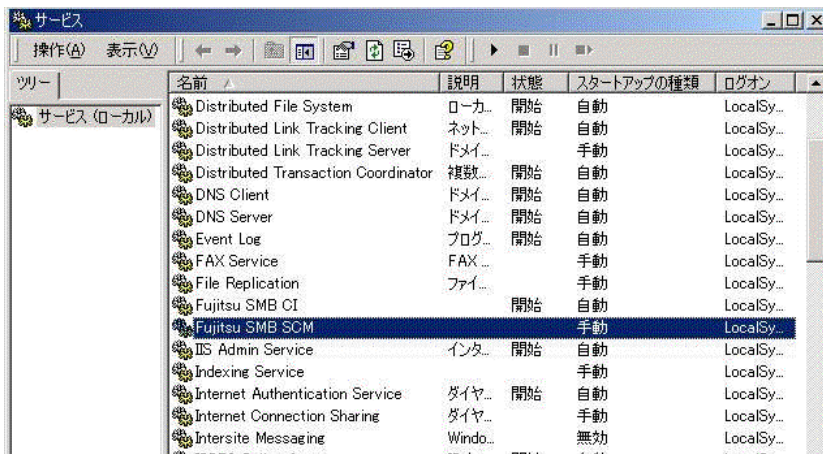 サービス
操作(A) 表示(V)
ツリー
サービス (ローカル)
名前 説明 状態 スタートアップの種類 ログオン
Distributed File System ローカ... 開始 自動 LocalSy...
Distributed Link Tracking Client ネット... 開始 自動 LocalSy...
Distributed Link Tracking Server ドメイ... 手動 LocalSy...
Distributed Transaction Coordinator 複数... 開始 自動 LocalSy...
DNS Client ドメイ... 開始 自動 LocalSy...
DNS Server ドメイ... 開始 自動 LocalSy...
Event Log プログ... 開始 自動 LocalSy...
FAX Service FAX ... 手動 LocalSy...
File Replication ファイ... 手動 LocalSy...
Fujitsu SMB CI 開始 自動 LocalSy...
Fujitsu SMB SCM 手動 LocalSy...
IIS Admin Service インタ... 開始 自動 LocalSy...
Indexing Service 手動 LocalSy...
Internet Authentication Service ダイヤ... 開始 自動 LocalSy...
Internet Connection Sharing ダイヤ... 手動 LocalSy...
Intersite Messaging Windo... 無効 LocalSy...